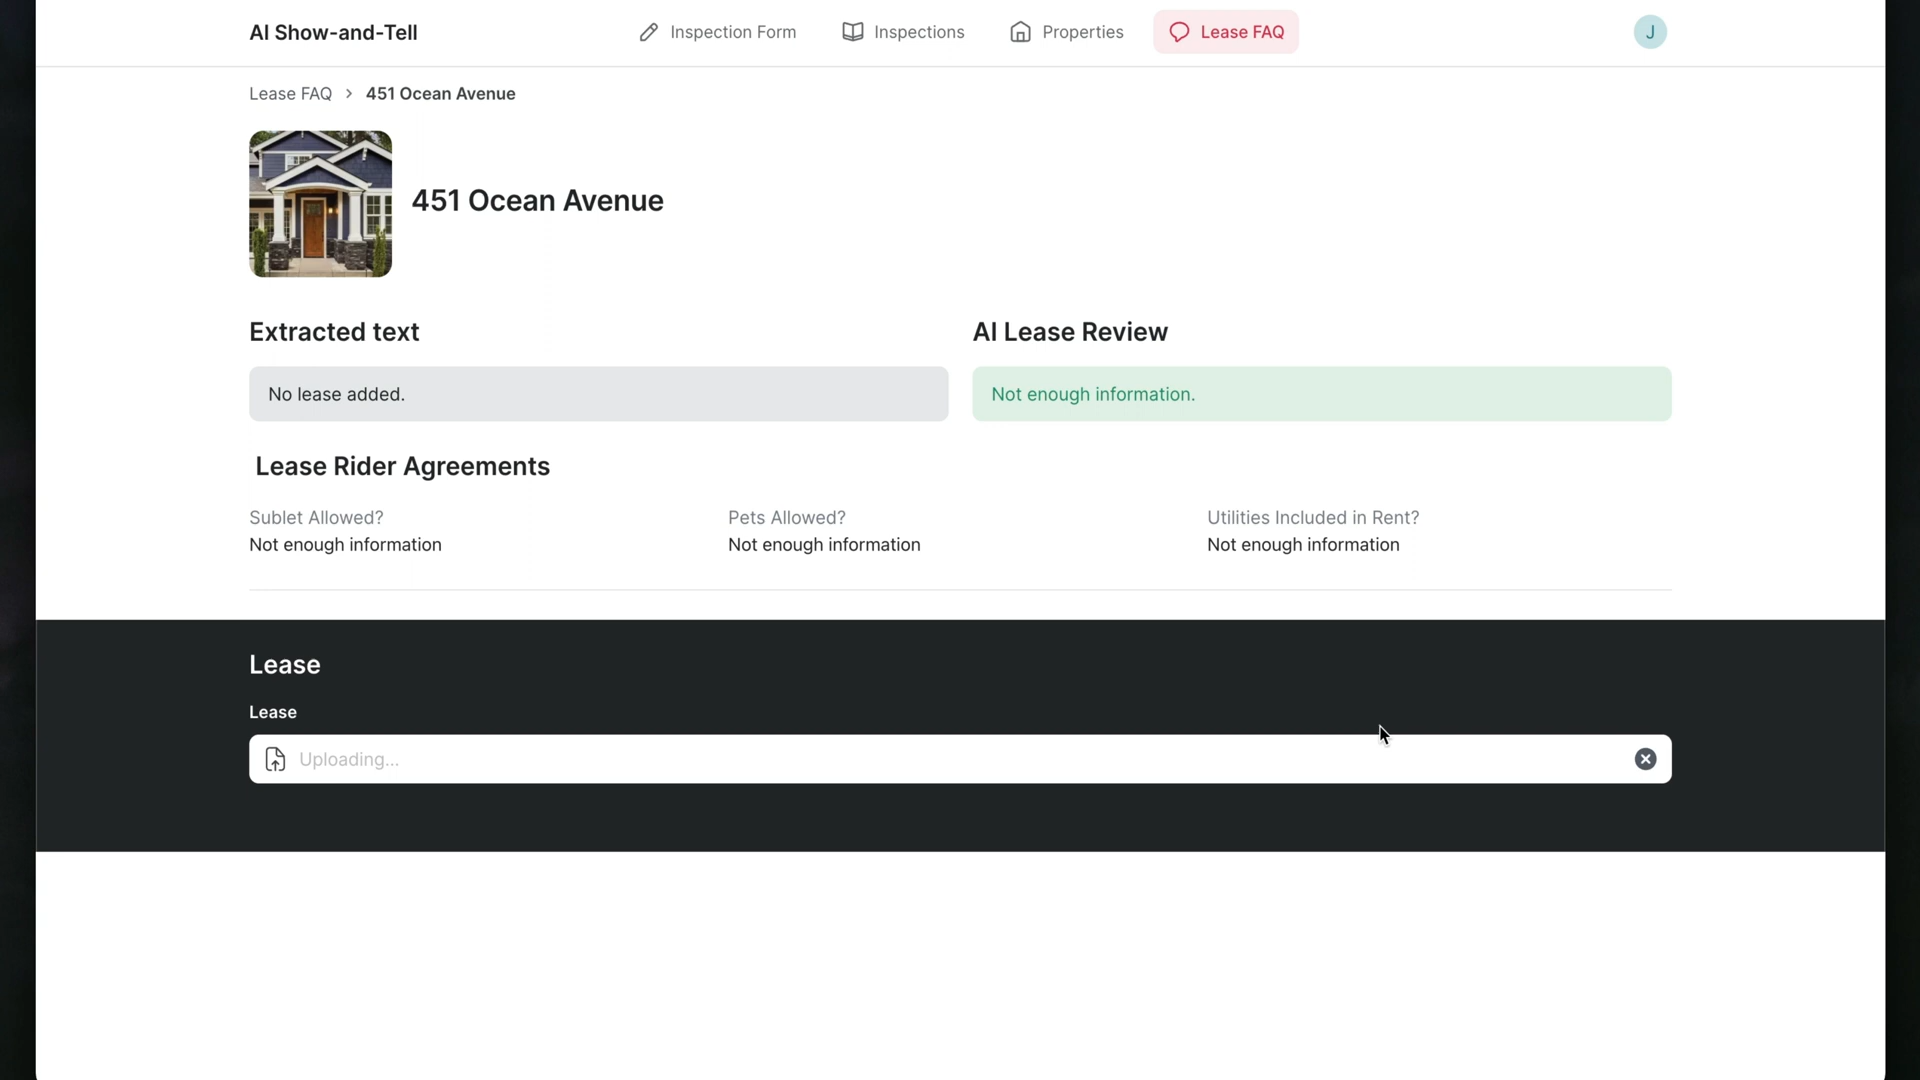 AI Show-and-Tell
Inspection Form
Inspections
Properties
Lease FAQ
J
Lease FAQ > 451 Ocean Avenue
451 Ocean Avenue
Extracted text
AI Lease Review
No lease added.
Not enough information.
Lease Rider Agreements
Sublet Allowed?
Pets Allowed?
Utilities Included in Rent?
Not enough information
Not enough information
Not enough information
Lease
Lease
Uploading...